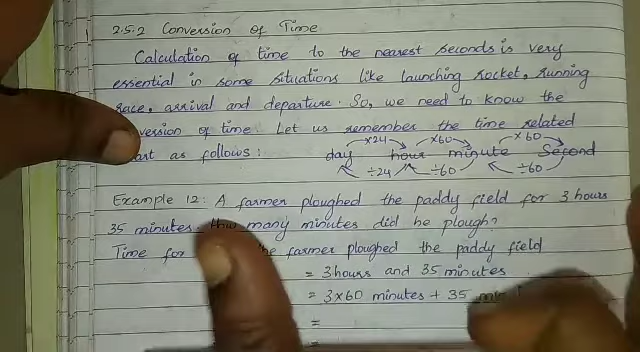 2.5.2 Conversion of Time
Calculation of time to the nearest seconds is very
essential in some situations like launching rocket, running
race, arrival and departure. So, we need to know the
version of time. Let us remember the time related
as follows:
×24 ×60 ×60
day hour minute Second
÷24 ÷60 ÷60
Example 12: A farmer ploughed the paddy field for 3 hours
35 minutes. How many minutes did he plough?
Time for the farmer ploughed the paddy field
= 3 hours and 35 minutes
= 3×60 minutes + 35
=
=